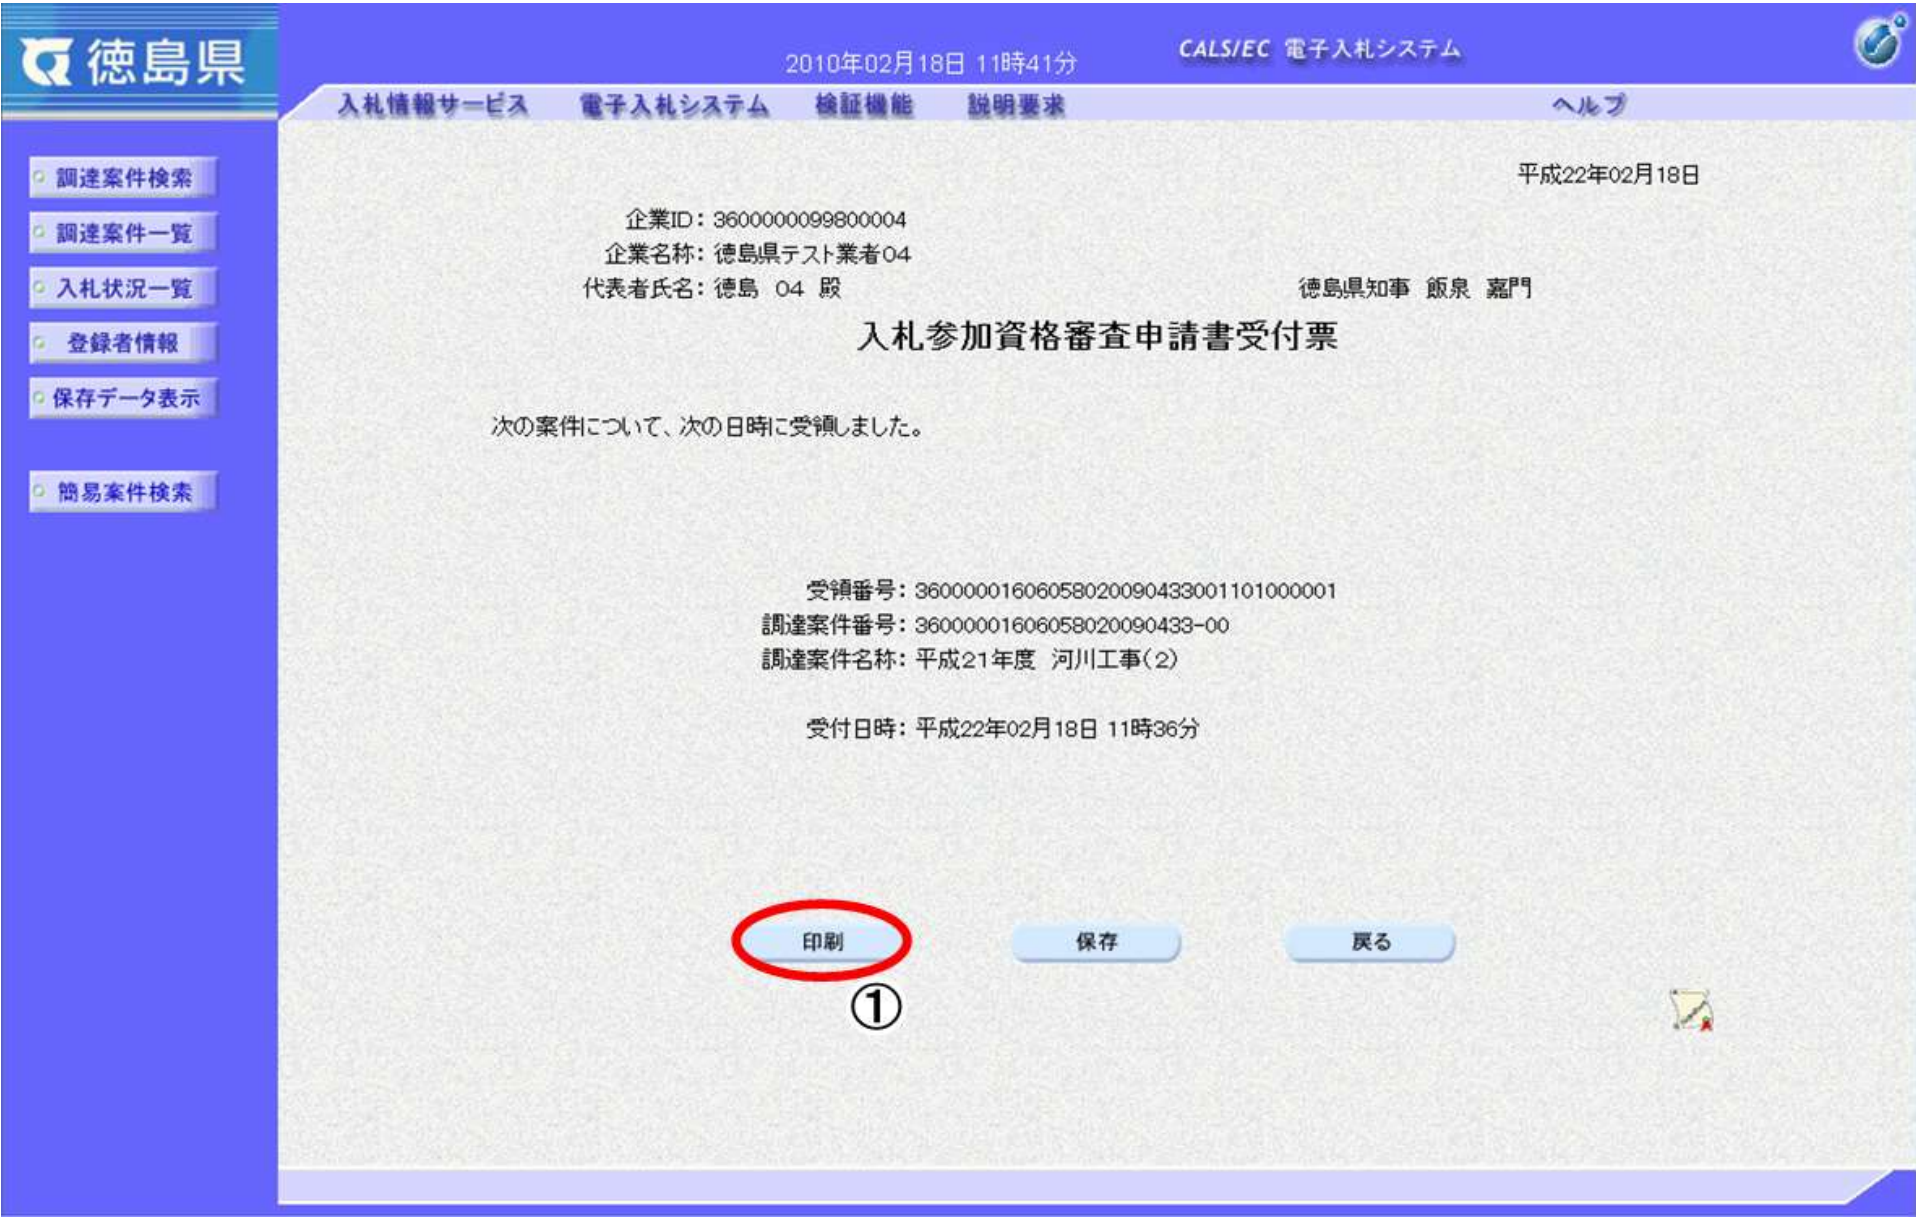 徳島県
2010年02月18日 11時41分
CALS/EC 電子入札システム
入札情報サービス 電子入札システム 検証機能 説明要求 ヘルプ
調達案件検索
調達案件一覧
入札状況一覧
登録者情報
保存データ表示
簡易案件検索
平成22年02月18日
企業ID:3600000099800004
企業名称:徳島県テスト業者04
代表者氏名:徳島 04 殿
徳島県知事 飯泉 嘉門
入札参加資格審査申請書受付票
次の案件について、次の日時に受領しました。
受領番号:36000001606058020090433001101000001
調達案件番号:36000001606058020090433-00
調達案件名称:平成21年度 河川工事(2)
受付日時:平成22年02月18日 11時36分
印刷 保存 戻る
①